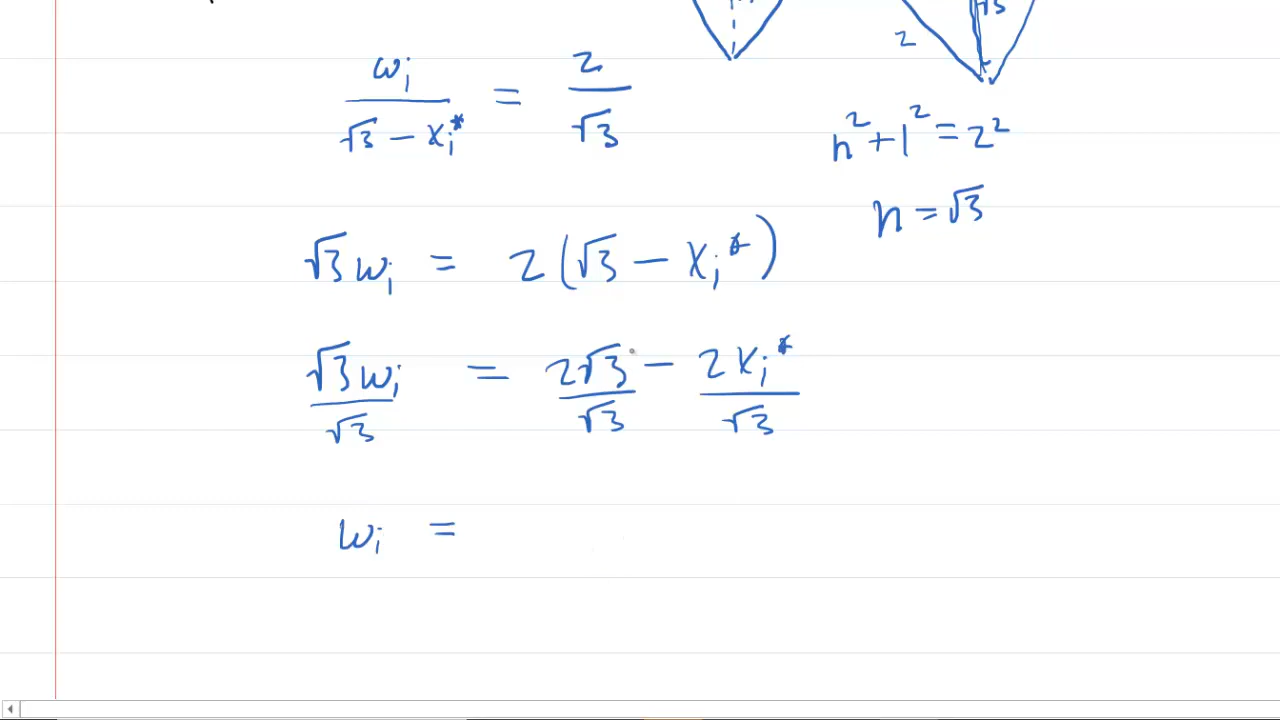 √3
2
wᵢ / (√3 − xᵢ*) = 2 / √3
h² + 1² = 2²
h = √3
√3 wᵢ = 2(√3 − xᵢ*)
√3 wᵢ / √3 = 2√3 / √3 − 2xᵢ* / √3
wᵢ =